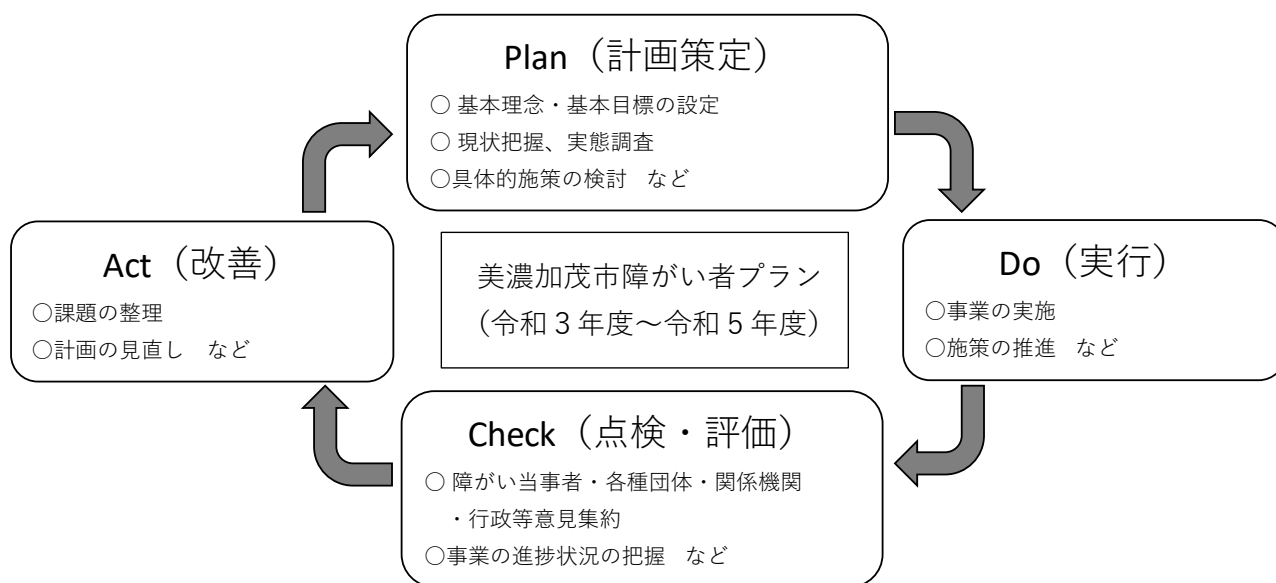 Plan（計画策定）
○ 基本理念・基本目標の設定
○ 現状把握、実態調査
○具体的施策の検討　など
Act（改善）
○課題の整理
○計画の見直し　など
美濃加茂市障がい者プラン
（令和３年度～令和５年度）
Do（実行）
○事業の実施
○施策の推進　など
Check（点検・評価）
○ 障がい当事者・各種団体・関係機関
・行政等意見集約
○事業の進捗状況の把握　など